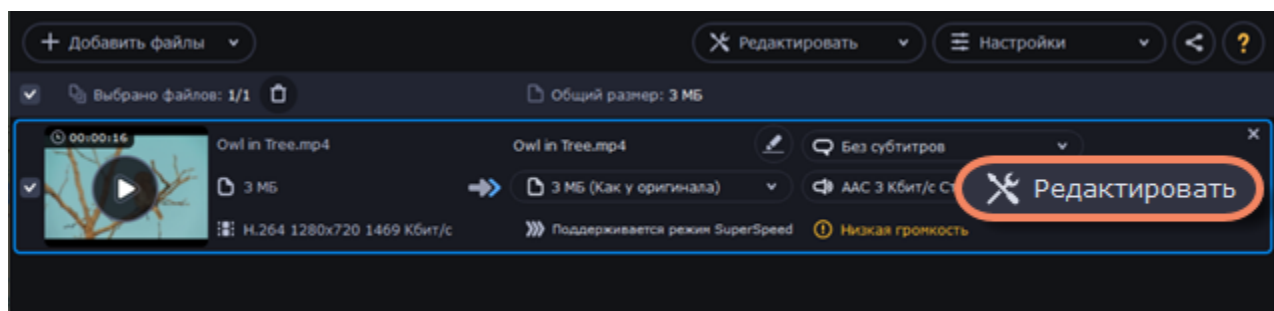 Добавить файлы
Редактировать
Настройки
?
Выбрано файлов: 1/1
Общий размер: 3 МБ
00:00:16
Owl in Tree.mp4
Owl in Tree.mp4
Без субтитров
3 МБ
3 МБ (Как у оригинала)
AAC 3 Кбит/с
Редактировать
H.264 1280x720 1469 Кбит/с
Поддерживается режим SuperSpeed
Низкая громкость